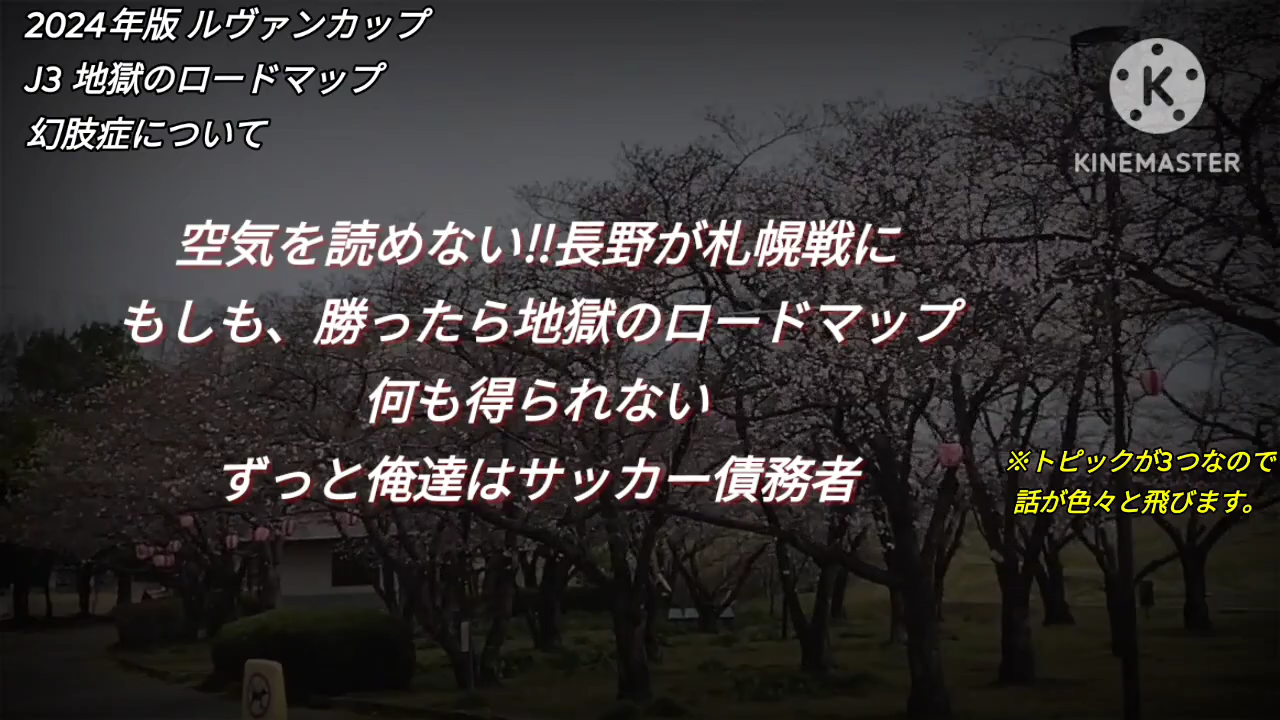 2024年版 ルヴァンカップ
J3 地獄のロードマップ
幻肢症について
K
KINEMASTER
空気を読めない!!長野が札幌戦に
もしも、勝ったら地獄のロードマップ
何も得られない
ずっと俺達はサッカー債務者
※トピックが3つなので
話が色々と飛びます。